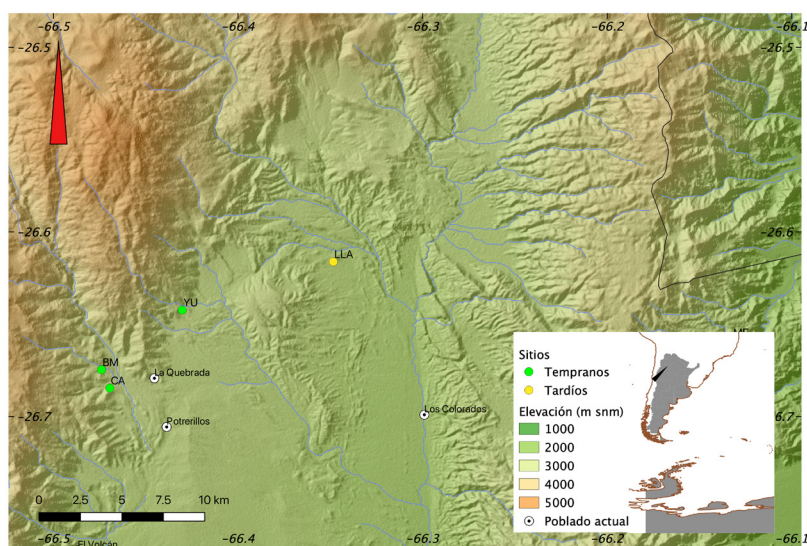 -66.5
-66.4
-66.3
-66.2
-66.1
-26.5
-26.5
-26.6
-26.6
LLA
YU
BM
La Quebrada
CA
-26.7
Los Colorados
Potrerillos
0 2.5 5 7.5 10 km
El Volcán
-66.5
-66.4
-66.3
-66.2
-66.1
Sitios
Tempranos
Tardíos
Elevación (m snm)
1000
2000
3000
4000
5000
Poblado actual